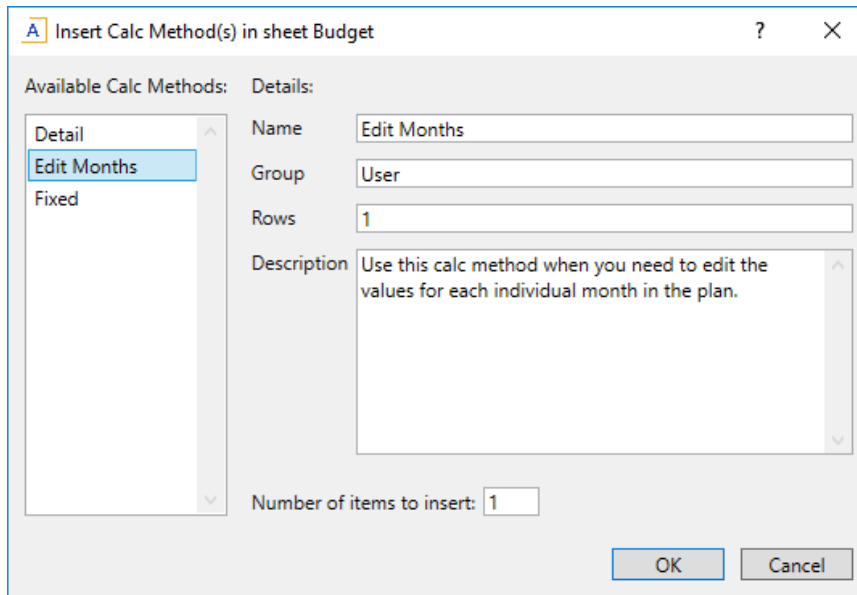 A Insert Calc Method(s) in sheet Budget ?
Available Calc Methods: Details:
Detail
Edit Months
Fixed
Name Edit Months
Group User
Rows 1
Description Use this calc method when you need to edit the
values for each individual month in the plan.
Number of items to insert: 1
OK Cancel